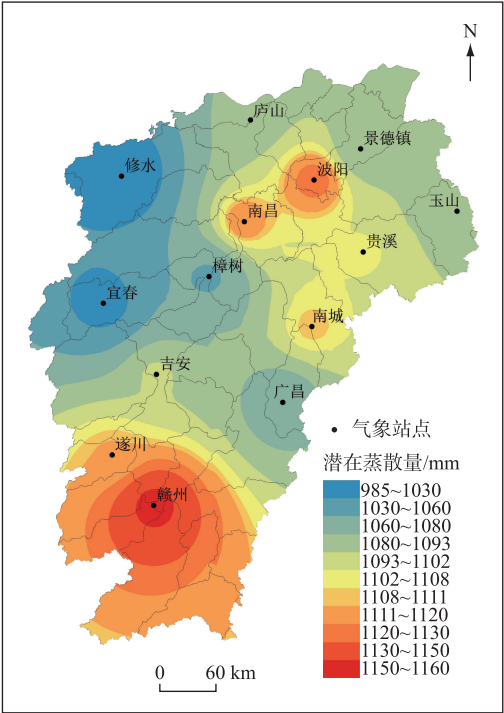 N
庐山
景德镇
修水
波阳
玉山
南昌
贵溪
樟树
宜春
南城
吉安
广昌
气象站点
遂川
潜在蒸散量/mm
赣州
985~1030
1030~1060
1060~1080
1080~1093
1093~1102
1102~1108
1108~1111
1111~1120
1120~1130
1130~1150
1150~1160
0 60 km